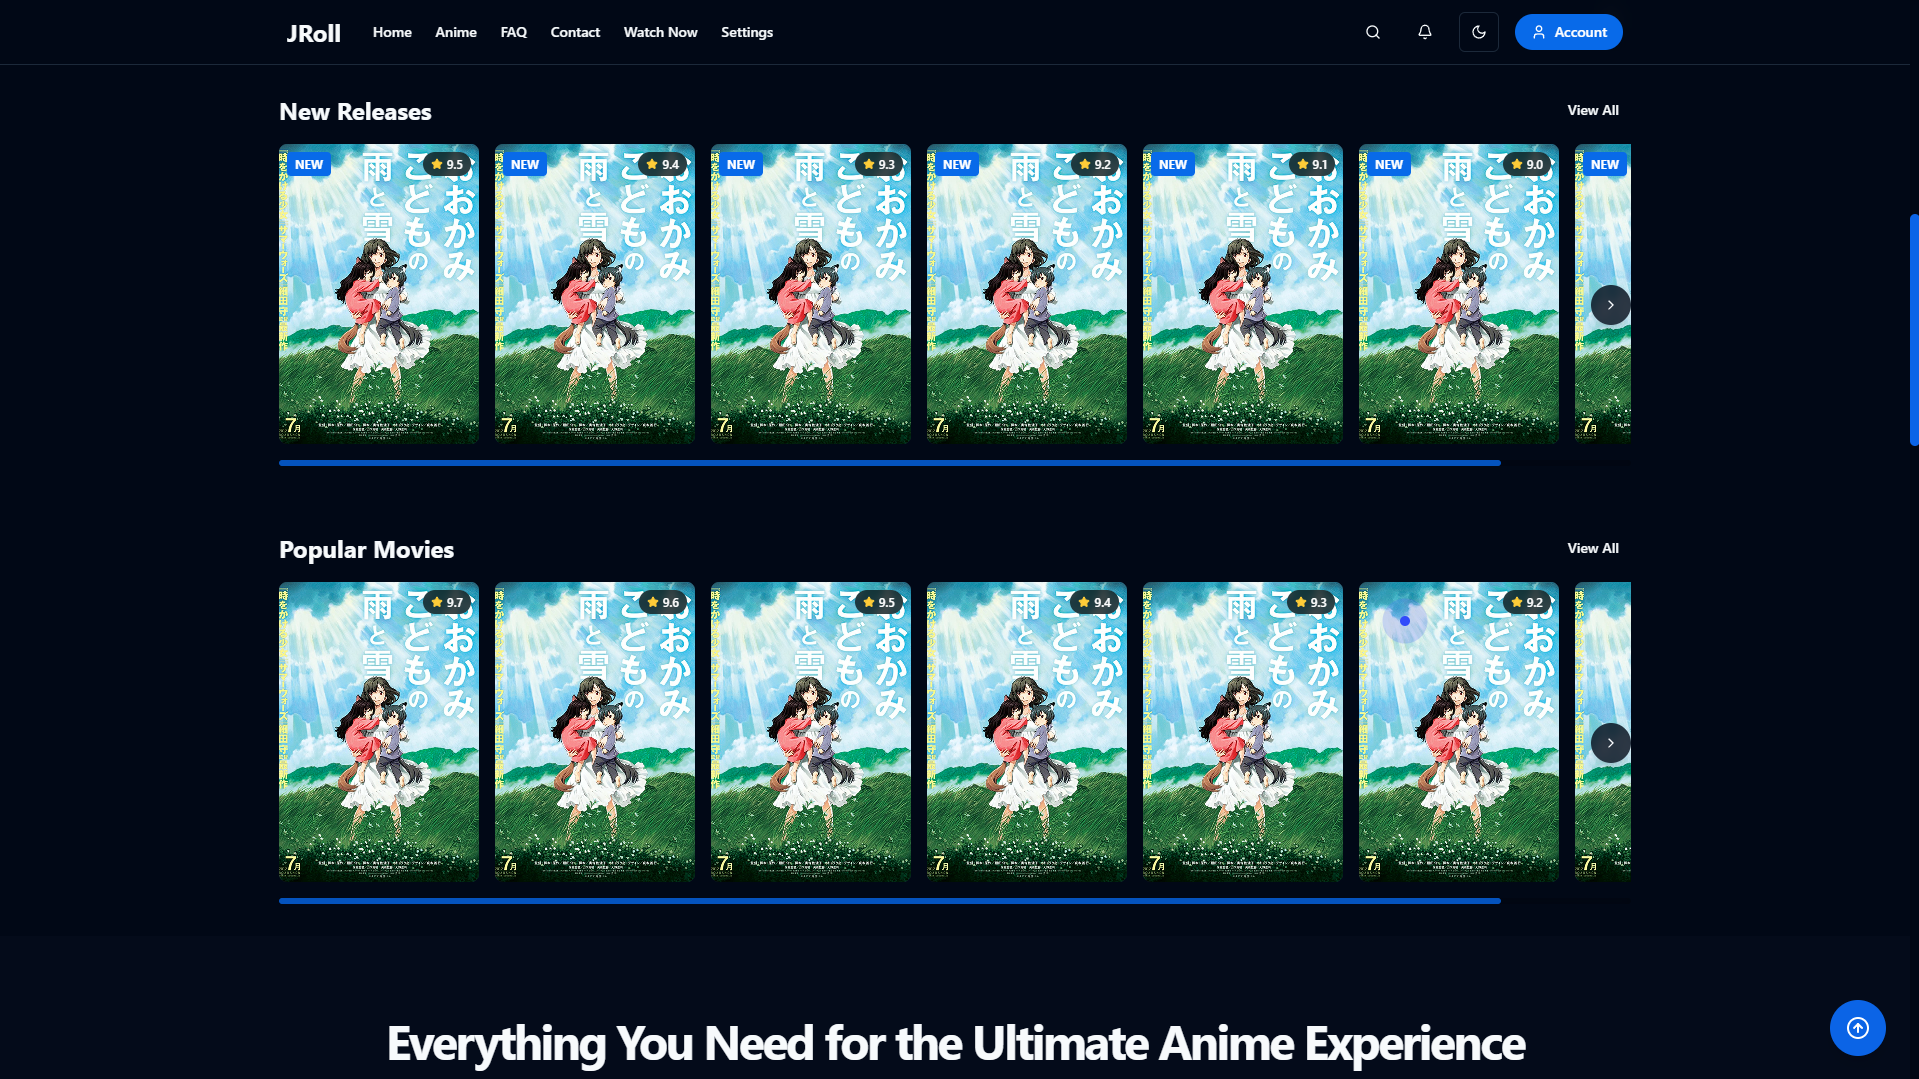 JRoll Home Anime FAQ Contact Watch Now Settings Account
New Releases View All
NEW 9.5 NEW 9.4 NEW 9.3 NEW 9.2 NEW 9.1 NEW 9.0 NEW
おおかみ
こどもの
雨と雪
7月
おおかみ
こどもの
雨と雪
7月
おおかみ
こどもの
雨と雪
7月
おおかみ
こどもの
雨と雪
7月
おおかみ
こどもの
雨と雪
7月
おおかみ
こどもの
雨と雪
7月
7月
Popular Movies View All
9.7 9.6 9.5 9.4 9.3 9.2
おおかみ
こどもの
雨と雪
7月
おおかみ
こどもの
雨と雪
7月
おおかみ
こどもの
雨と雪
7月
おおかみ
こどもの
雨と雪
7月
おおかみ
こどもの
雨と雪
7月
おおかみ
こどもの
雨と雪
7月
7月
Everything You Need for the Ultimate Anime Experience